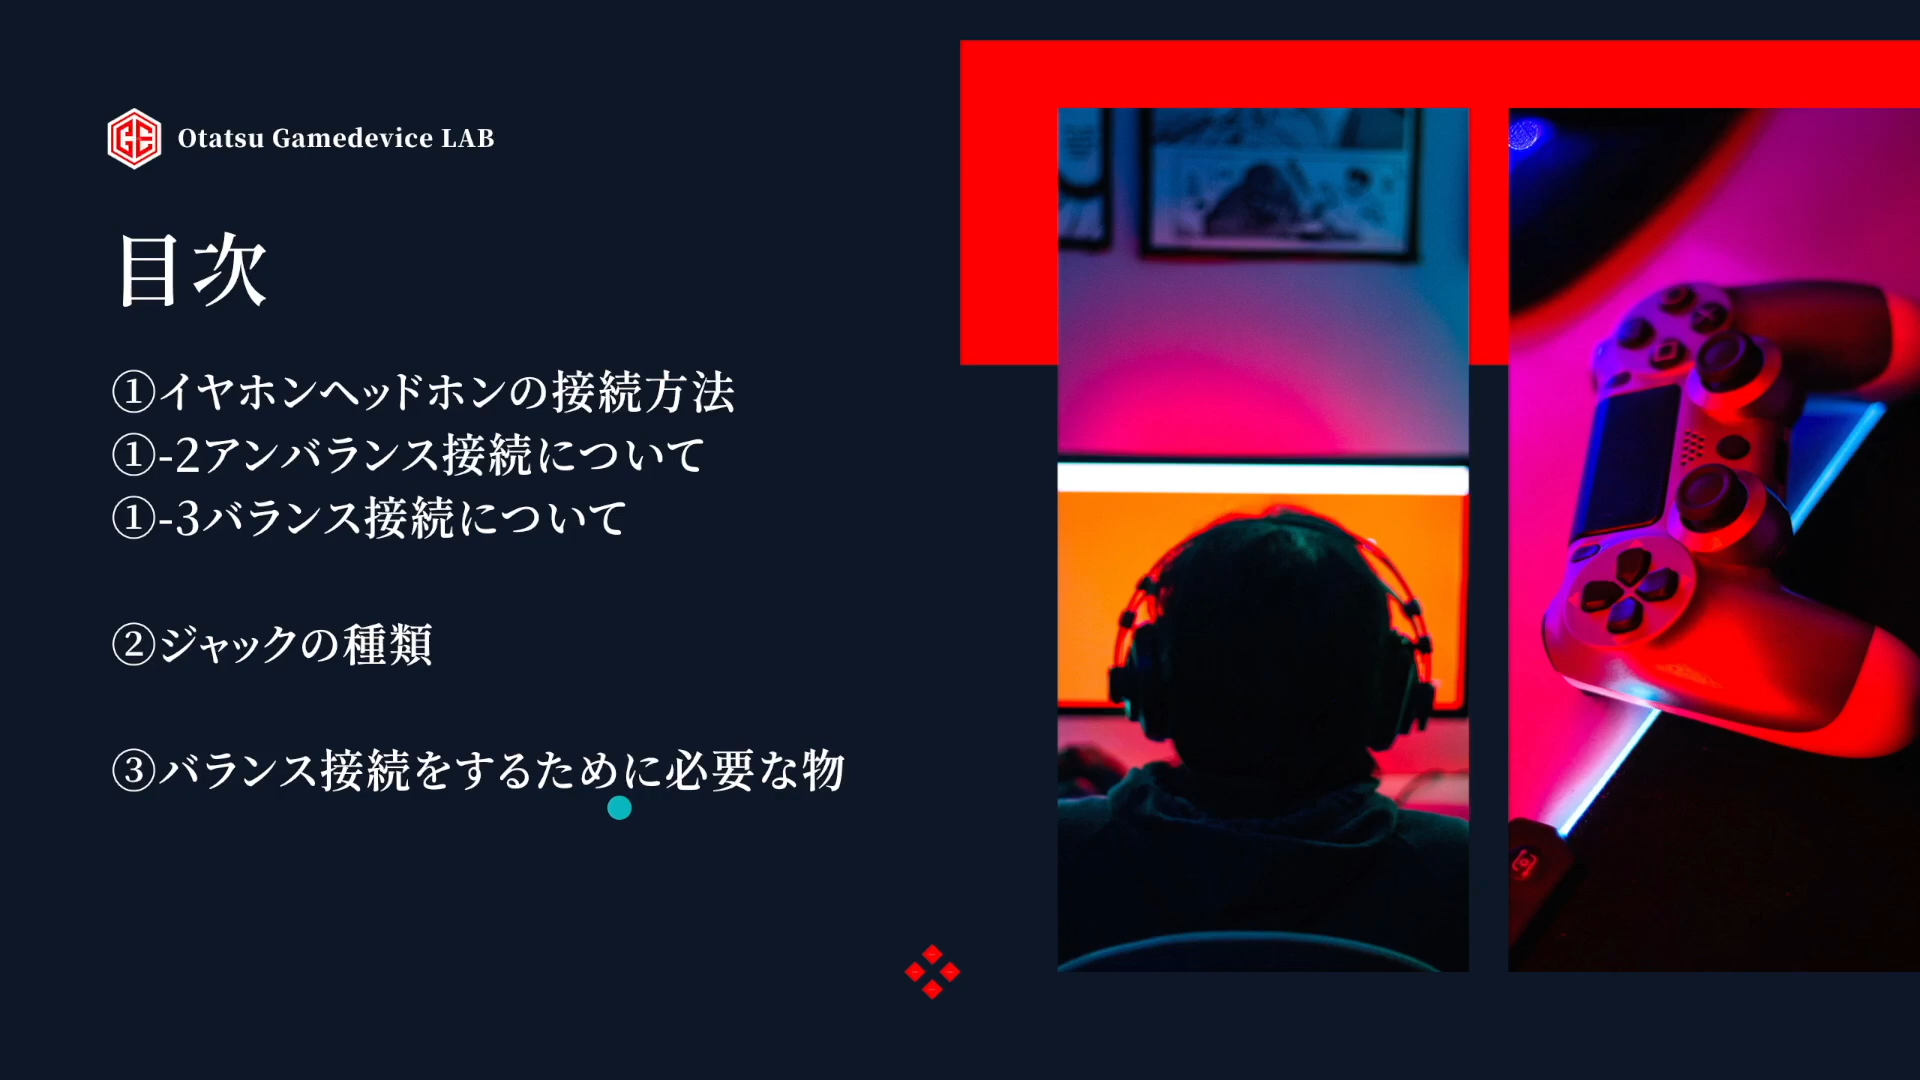 Otatsu Gamedevice LAB
目次
①イヤホンヘッドホンの接続方法
①-2アンバランス接続について
①-3バランス接続について
②ジャックの種類
③バランス接続をするために必要な物